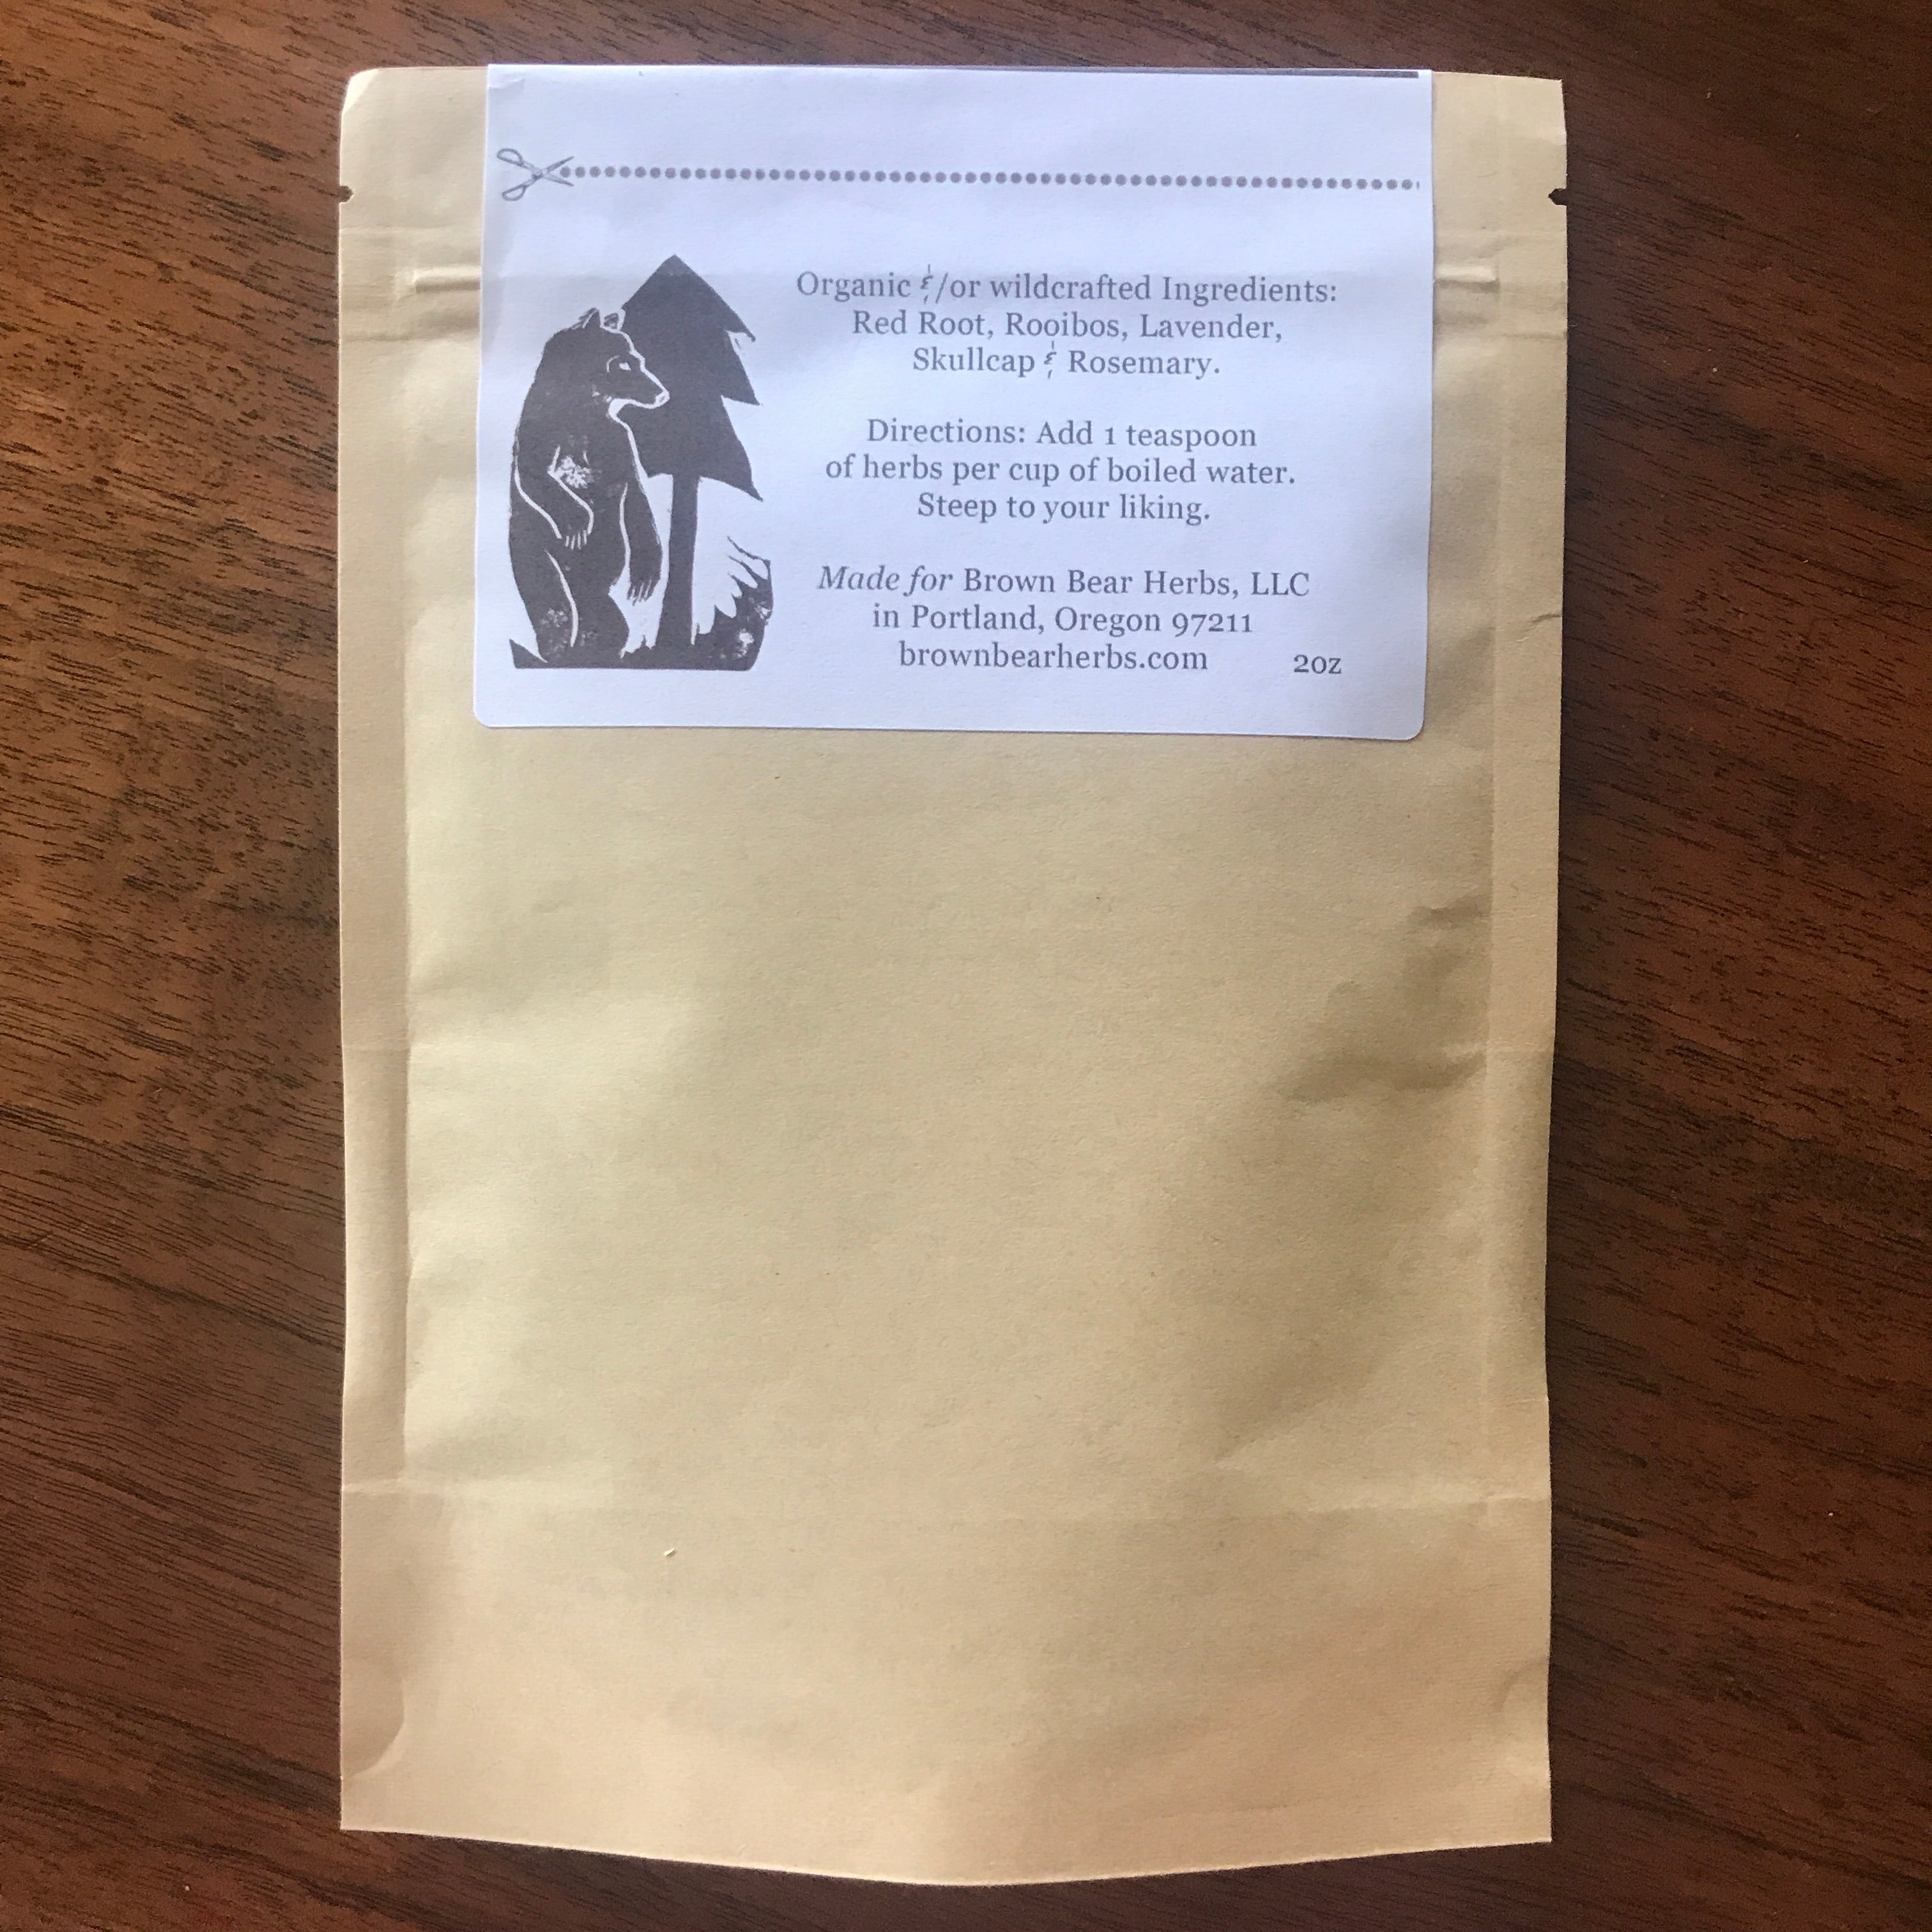 Organic &/or wildcrafted Ingredients:
Red Root, Rooibos, Lavender,
Skullcap & Rosemary.
Directions: Add 1 teaspoon
of herbs per cup of boiled water.
Steep to your liking.
Made for Brown Bear Herbs, LLC
in Portland, Oregon 97211
brownbearherbs.com
2oz